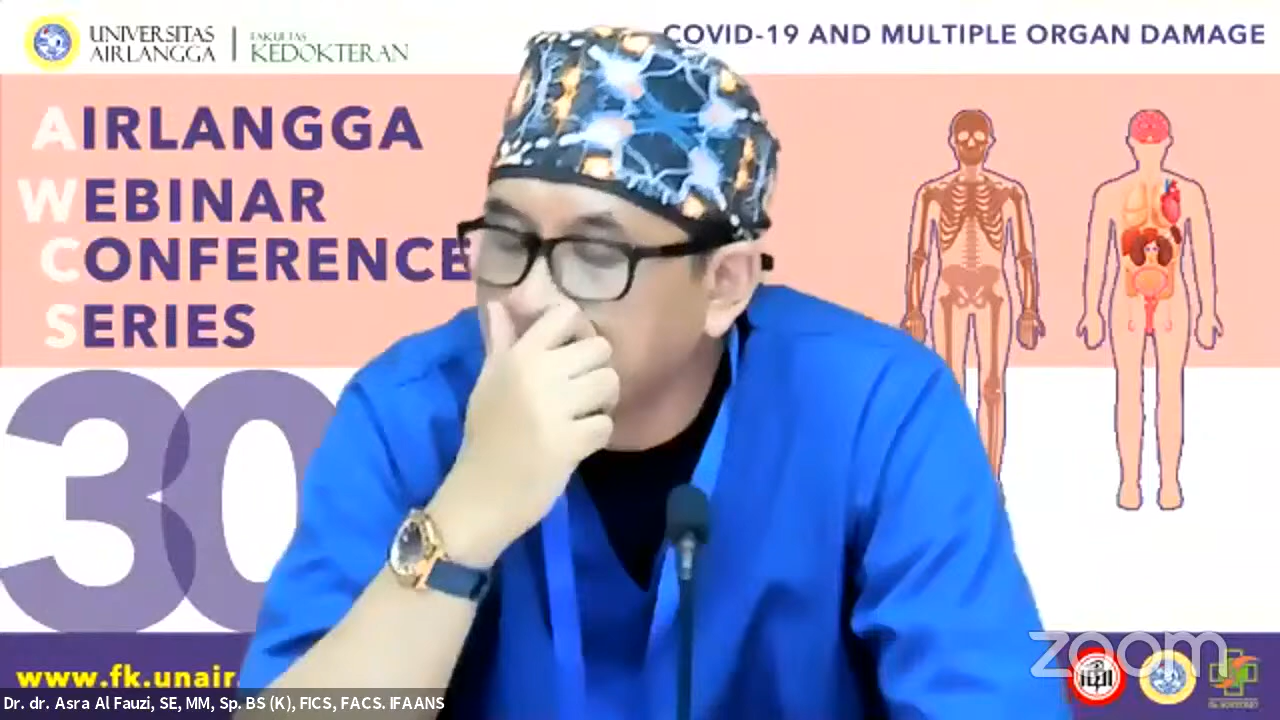 UNIVERSITAS
AIRLANGGA
FAKULTAS
KEDOKTERAN
COVID-19 AND MULTIPLE ORGAN DAMAGE
AIRLANGGA
WEBINAR
CONFERENCE
SERIES
30
www.fk.unair
zoom
Dr. dr. Asra Al Fauzi, SE, MM, Sp. BS (K), FICS, FACS. IFAANS